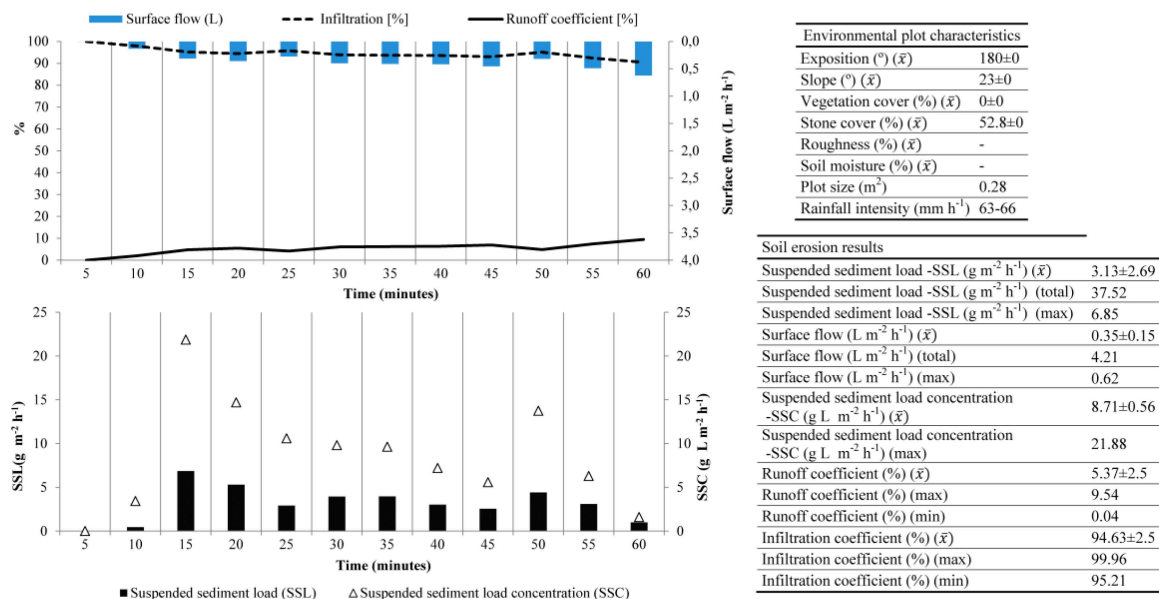 Surface flow (L) Infiltration [%] Runoff coefficient [%]
100
90
80
70
60
50
40
30
20
10
0
%
0,0
0,5
1,0
1,5
2,0
2,5
3,0
3,5
4,0
Surface flow (L m⁻² h⁻¹)
5 10 15 20 25 30 35 40 45 50 55 60
Time (minutes)
25
20
15
10
5
0
SSL(g m⁻² h⁻¹)
25
20
15
10
5
0
SSC (g L m⁻² h⁻¹)
5 10 15 20 25 30 35 40 45 50 55 60
Time (minutes)
Suspended sediment load (SSL) Suspended sediment load concentration (SSC)
Environmental plot characteristics
Exposition (º) (x̄) 180±0
Slope (º) (x̄) 23±0
Vegetation cover (%) (x̄) 0±0
Stone cover (%) (x̄) 52.8±0
Roughness (%) (x̄) -
Soil moisture (%) (x̄) -
Plot size (m²) 0.28
Rainfall intensity (mm h⁻¹) 63-66
Soil erosion results
Suspended sediment load -SSL (g m⁻² h⁻¹) (x̄) 3.13±2.69
Suspended sediment load -SSL (g m⁻² h⁻¹) (total) 37.52
Suspended sediment load -SSL (g m⁻² h⁻¹) (max) 6.85
Surface flow (L m⁻² h⁻¹) (x̄) 0.35±0.15
Surface flow (L m⁻² h⁻¹) (total) 4.21
Surface flow (L m⁻² h⁻¹) (max) 0.62
Suspended sediment load concentration
-SSC (g L m⁻² h⁻¹) (x̄) 8.71±0.56
Suspended sediment load concentration
-SSC (g L m⁻² h⁻¹) (max) 21.88
Runoff coefficient (%) (x̄) 5.37±2.5
Runoff coefficient (%) (max) 9.54
Runoff coefficient (%) (min) 0.04
Infiltration coefficient (%) (x̄) 94.63±2.5
Infiltration coefficient (%) (max) 99.96
Infiltration coefficient (%) (min) 95.21